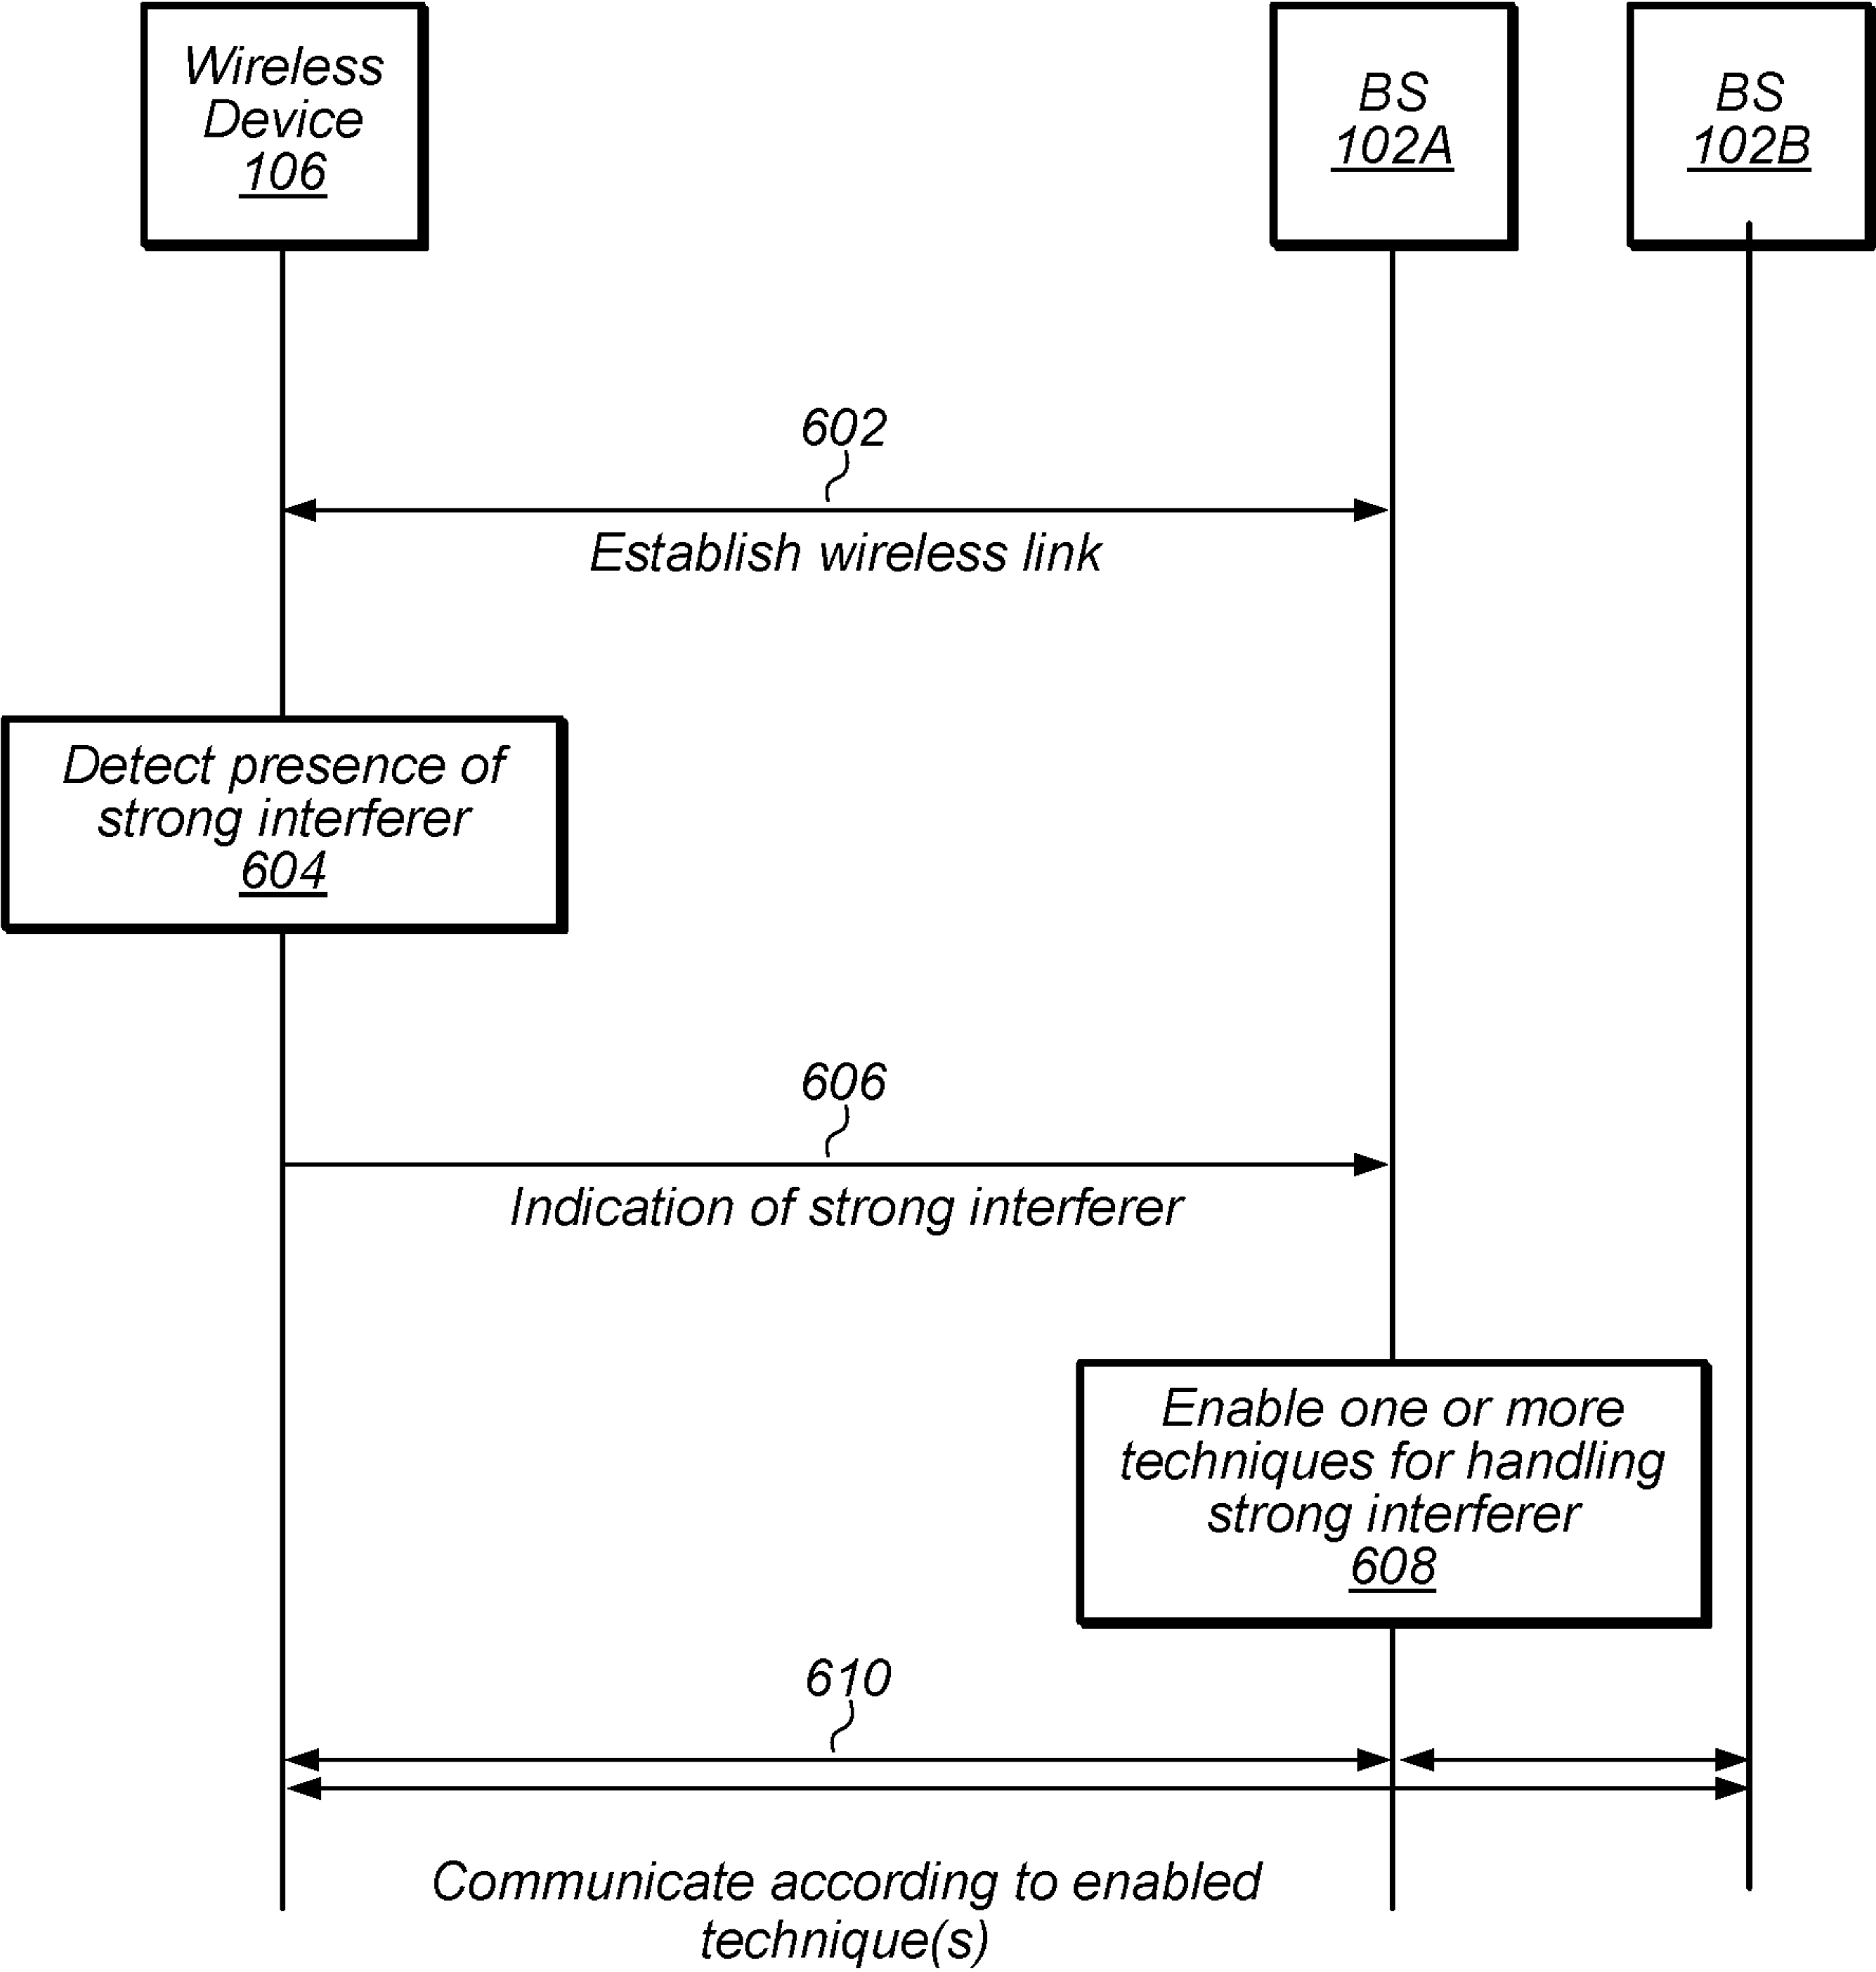 Wireless
Device
106
BS
102A
BS
102B
602
Establish wireless link
Detect presence of
strong interferer
604
606
Indication of strong interferer
Enable one or more
techniques for handling
strong interferer
608
610
Communicate according to enabled
technique(s)